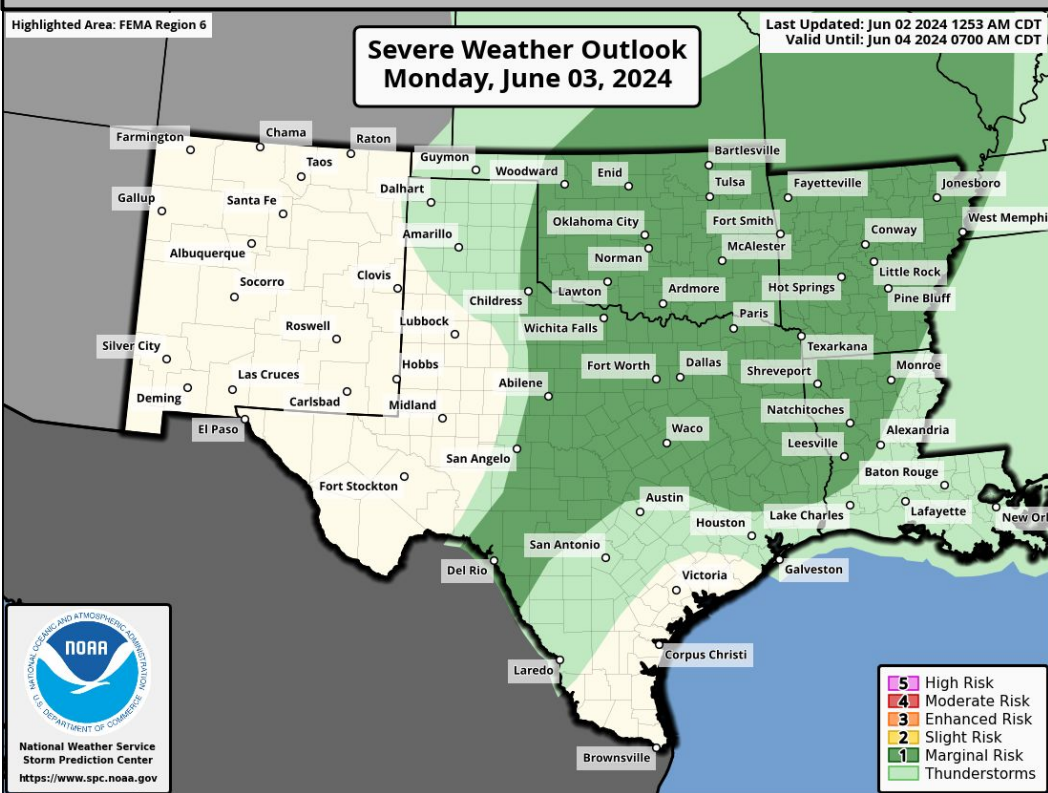 Highlighted Area: FEMA Region 6
Severe Weather Outlook
Monday, June 03, 2024
Last Updated: Jun 02 2024 1253 AM CDT
Valid Until: Jun 04 2024 0700 AM CDT
Farmington
Chama
Raton
Taos
Guymon
Woodward
Enid
Bartlesville
Tulsa
Fayetteville
Jonesboro
Gallup
Santa Fe
Dalhart
Oklahoma City
Fort Smith
Conway
West Memphi
Albuquerque
Amarillo
Norman
McAlester
Little Rock
Socorro
Clovis
Childress
Lawton
Ardmore
Hot Springs
Pine Bluff
Roswell
Lubbock
Wichita Falls
Paris
Texarkana
Silver City
Hobbs
Fort Worth
Dallas
Shreveport
Monroe
Deming
Las Cruces
Carlsbad
Midland
Abilene
Natchitoches
El Paso
Waco
Leesville
Alexandria
San Angelo
Fort Stockton
Baton Rouge
Austin
Houston
Lake Charles
Lafayette
New Orl
Del Rio
San Antonio
Galveston
Victoria
Laredo
Corpus Christi
Brownsville
NATIONAL OCEANIC AND ATMOSPHERIC ADMINISTRATION
NOAA
U.S. DEPARTMENT OF COMMERCE
National Weather Service
Storm Prediction Center
https://www.spc.noaa.gov
5 High Risk
4 Moderate Risk
3 Enhanced Risk
2 Slight Risk
1 Marginal Risk
Thunderstorms